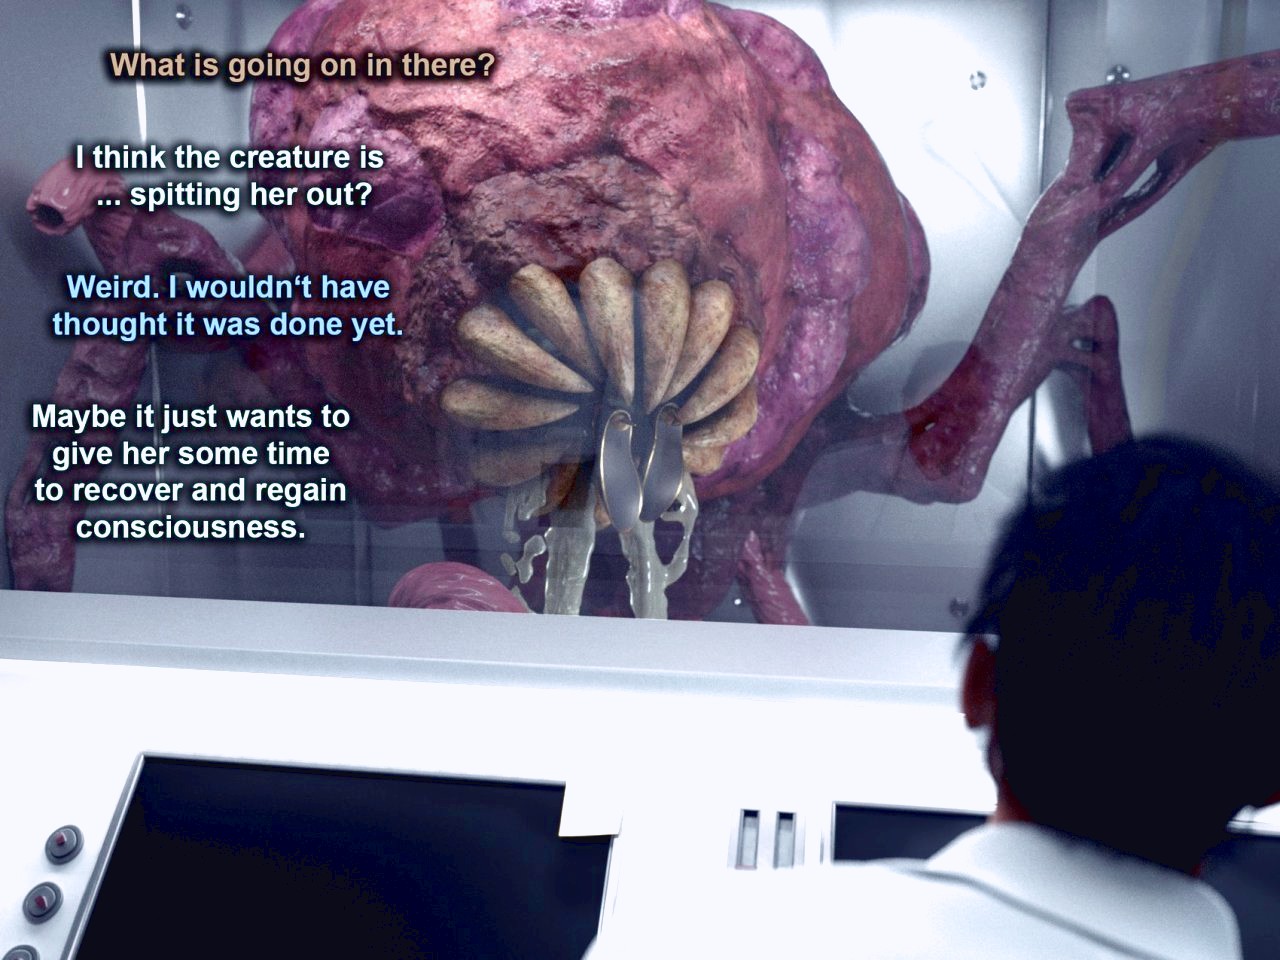 What is going on in there?
I think the creature is
... spitting her out?
Weird. I wouldn‘t have
thought it was done yet.
Maybe it just wants to
give her some time
to recover and regain
consciousness.